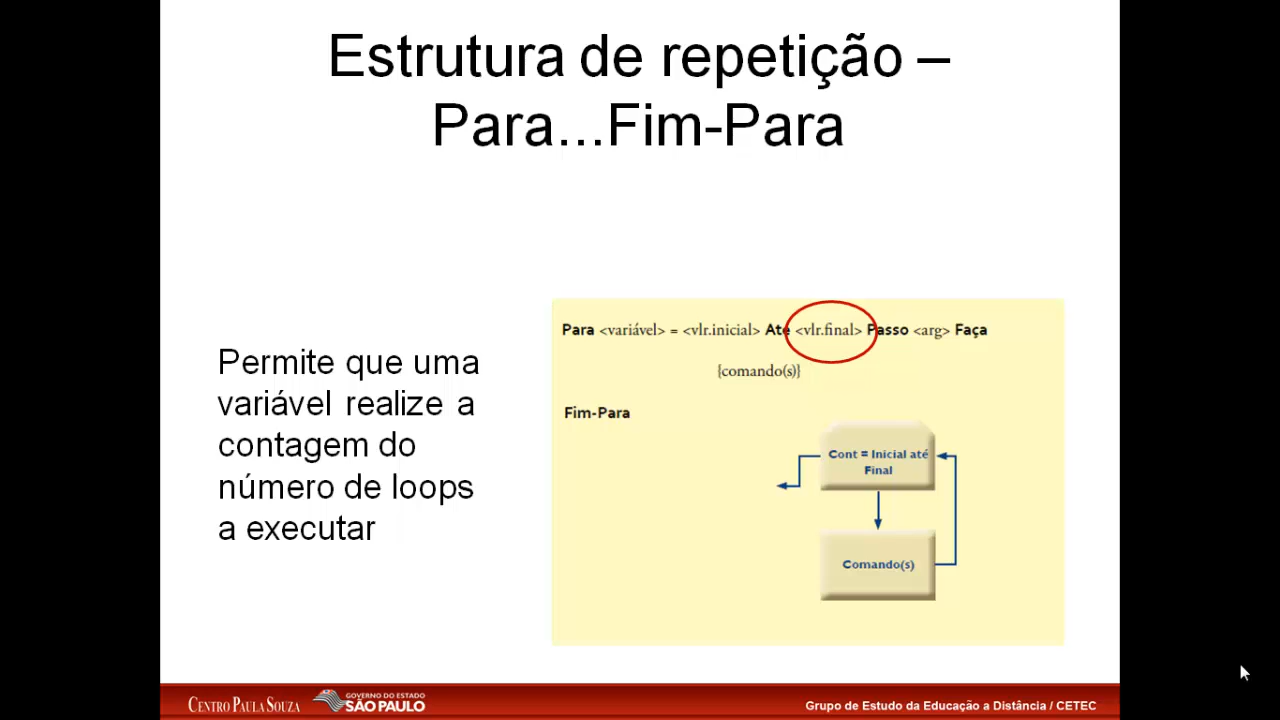 Estrutura de repetição –
Para...Fim-Para
Permite que uma
variável realize a
contagem do
número de loops
a executar
Para <variável> = <vlr.inicial> Até <vlr.final> Passo <arg> Faça
{comando(s)}
Fim-Para
Cont = Inicial até
Final
Comando(s)
CENTRO PAULA SOUZA
GOVERNO DO ESTADO
SÃO PAULO
Grupo de Estudo da Educação a Distância / CETEC